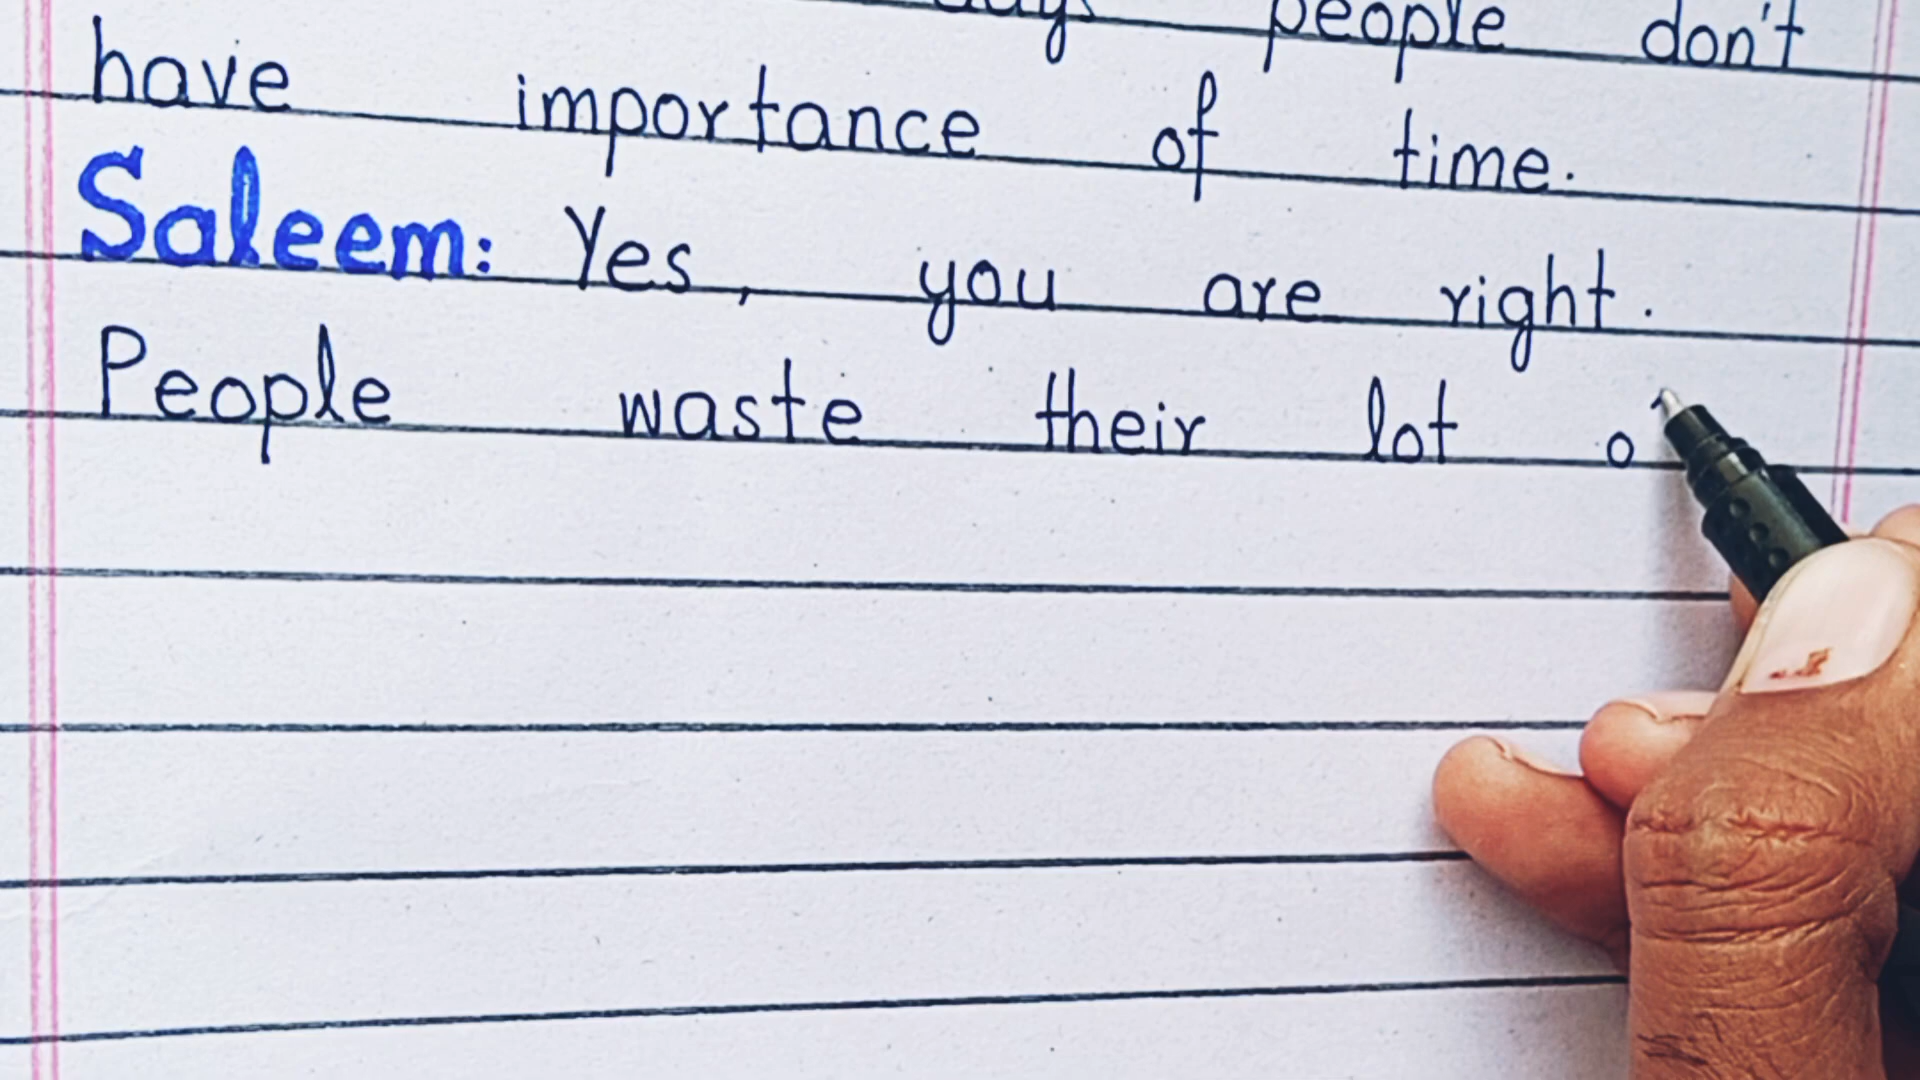 people don't
have importance of time.
Saleem: Yes, you are right.
People waste their lot o